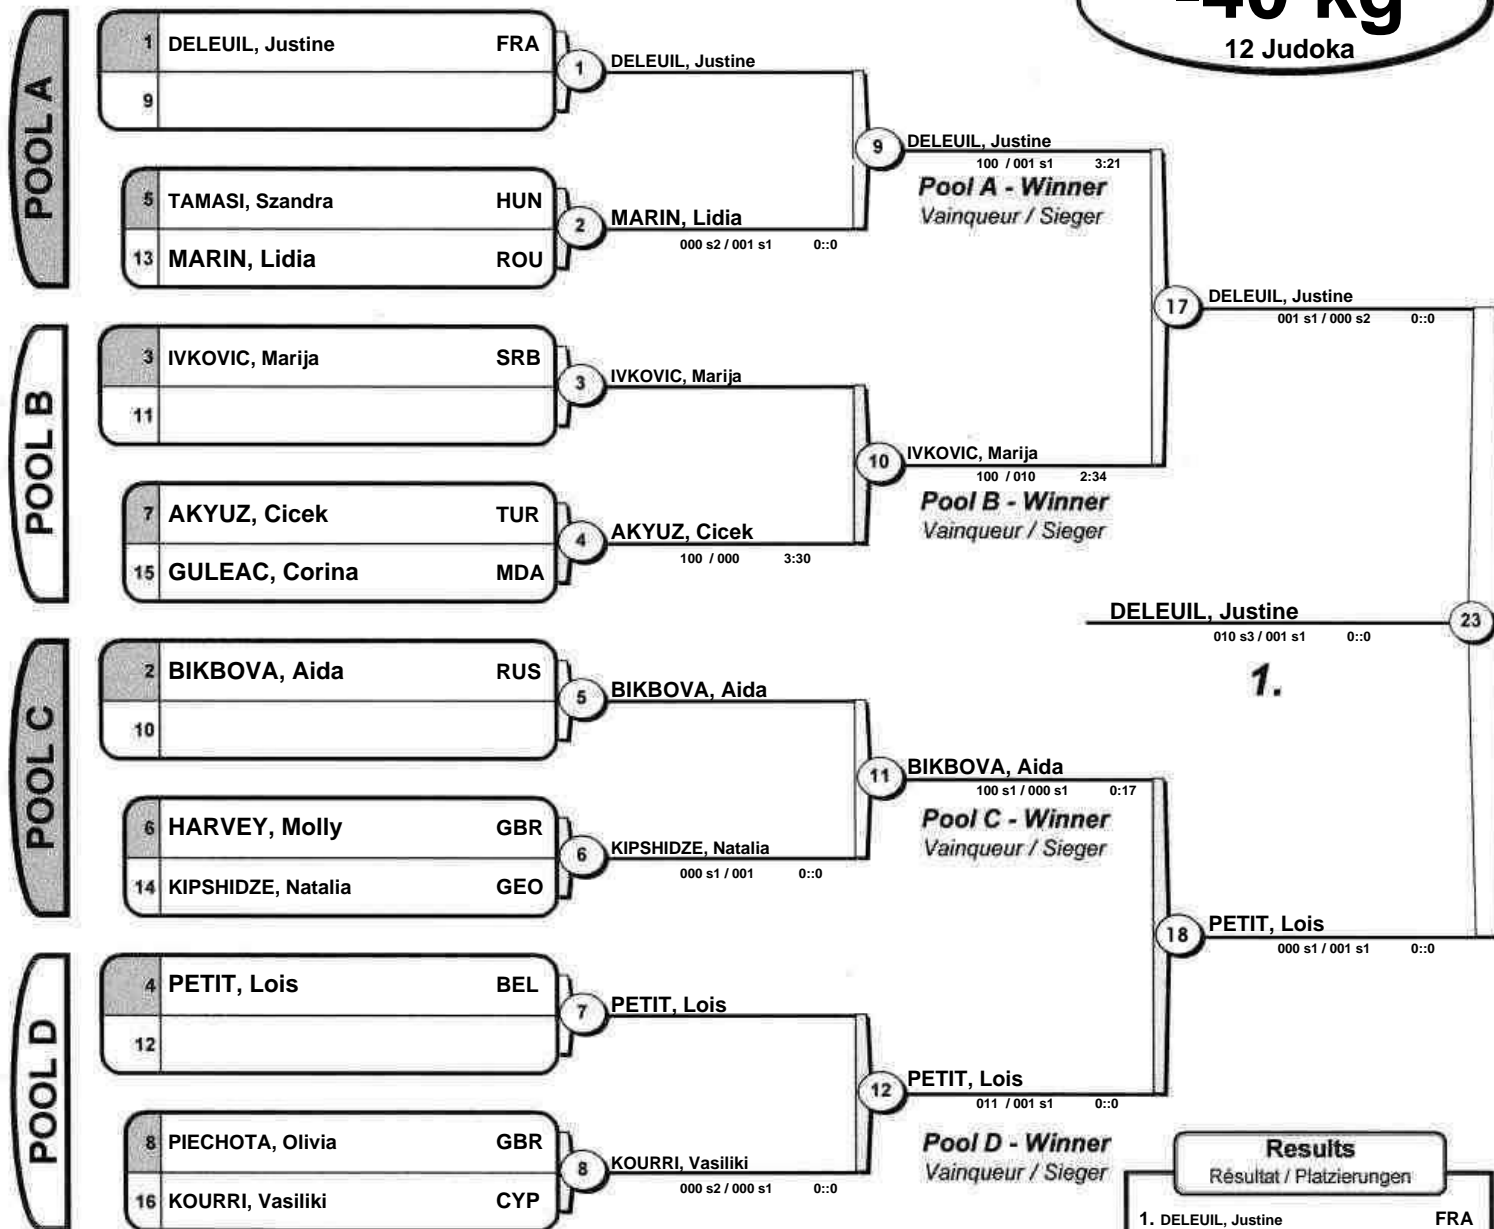 -40 kg
12 Judoka
POOL A
1 DELEUIL, Justine FRA
9
1 DELEUIL, Justine
5 TAMASI, Szandra HUN
13 MARIN, Lidia ROU
2 MARIN, Lidia
000 s2 / 001 s1 0::0
9 DELEUIL, Justine
100 / 001 s1 3:21
Pool A - Winner
Vainqueur / Sieger
POOL B
3 IVKOVIC, Marija SRB
11
3 IVKOVIC, Marija
7 AKYUZ, Cicek TUR
15 GULEAC, Corina MDA
4 AKYUZ, Cicek
100 / 000 3:30
10 IVKOVIC, Marija
100 / 010 2:34
Pool B - Winner
Vainqueur / Sieger
17 DELEUIL, Justine
001 s1 / 000 s2 0::0
DELEUIL, Justine 23
010 s3 / 001 s1 0::0
1.
POOL C
2 BIKBOVA, Aida RUS
10
5 BIKBOVA, Aida
6 HARVEY, Molly GBR
14 KIPSHIDZE, Natalia GEO
6 KIPSHIDZE, Natalia
000 s1 / 001 0::0
11 BIKBOVA, Aida
100 s1 / 000 s1 0:17
Pool C - Winner
Vainqueur / Sieger
POOL D
4 PETIT, Lois BEL
12
7 PETIT, Lois
8 PIECHOTA, Olivia GBR
16 KOURRI, Vasiliki CYP
8 KOURRI, Vasiliki
000 s2 / 000 s1 0::0
12 PETIT, Lois
011 / 001 s1 0::0
Pool D - Winner
Vainqueur / Sieger
18 PETIT, Lois
000 s1 / 001 s1 0::0
Results
Résultat / Platzierungen
1. DELEUIL, Justine FRA